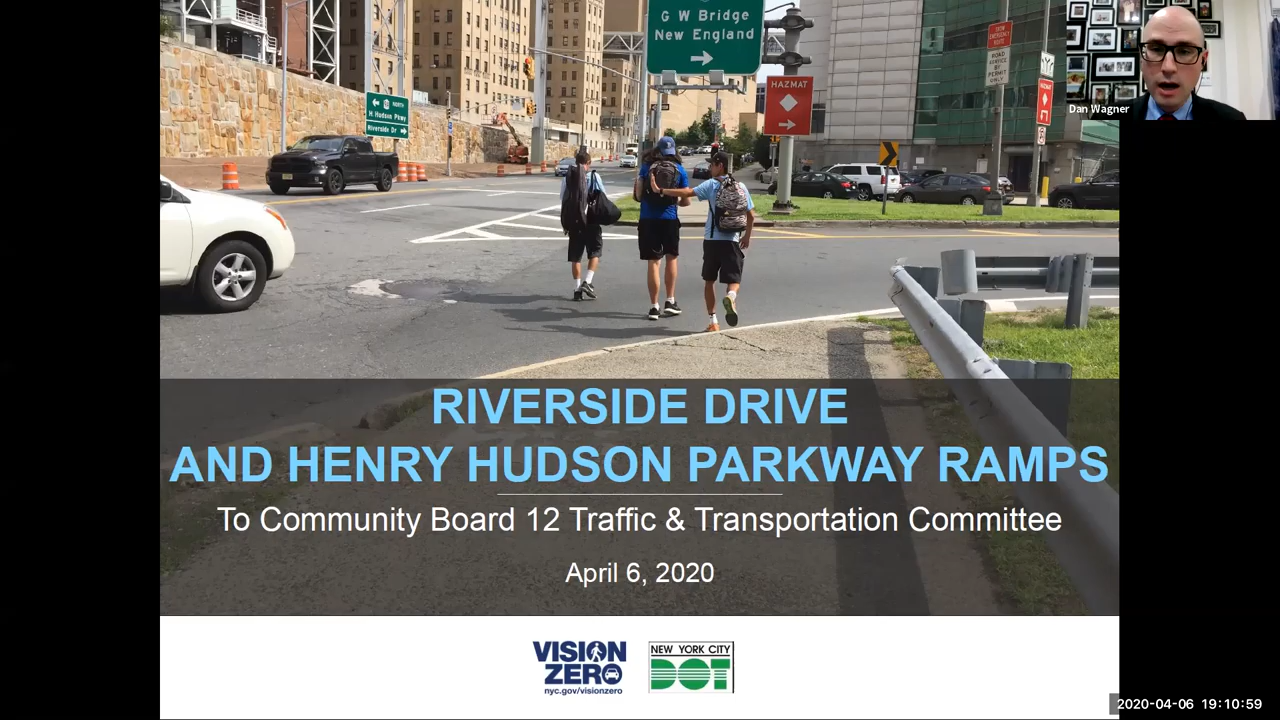 G W Bridge
New England
NORTH
H Hudson Pkwy
Riverside Dr
HAZMAT
HAZMAT
Dan Wagner
RIVERSIDE DRIVE
AND HENRY HUDSON PARKWAY RAMPS
To Community Board 12 Traffic & Transportation Committee
April 6, 2020
VISION
ZERO
nyc.gov/visionzero
NEW YORK CITY
DOT
2020-04-06 19:10:59